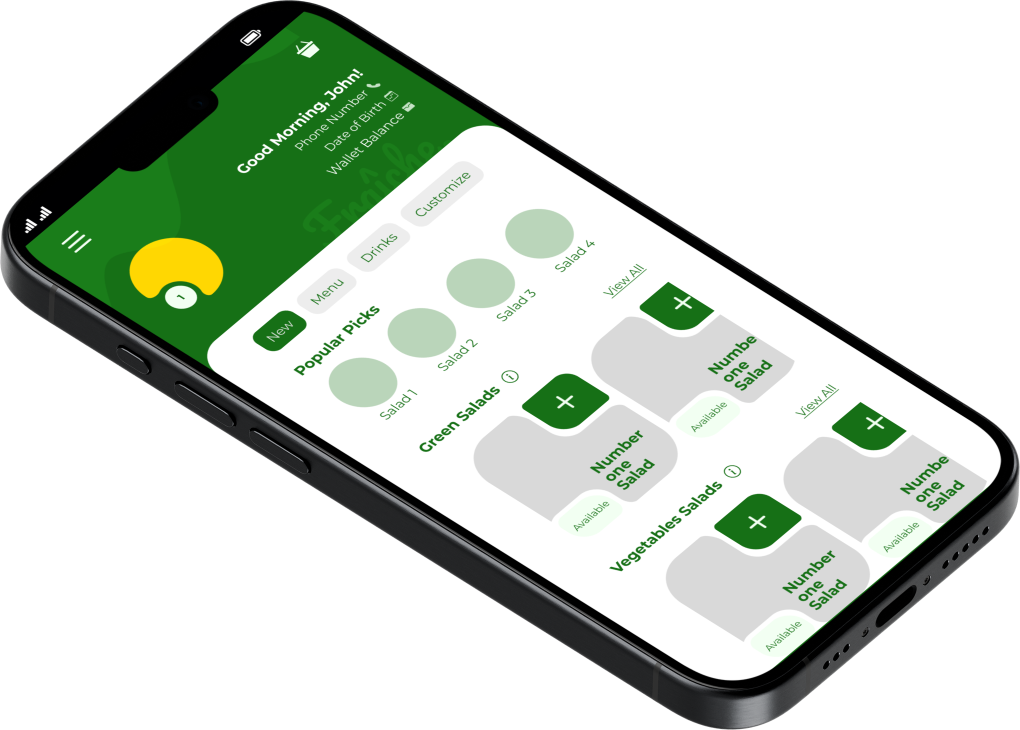 Good Morning, John!
Phone Number
Date of Birth
Wallet Balance
Fraîche
1
New
Menu
Drinks
Customize
Popular Picks
Salad 1
Salad 2
Salad 3
Salad 4
Green Salads
View All
Number
one
Salad
Available
Numbe
one
Salad
Available
Vegetables Salads
View All
Number
one
Salad
Available
Numbe
one
Salad
Available